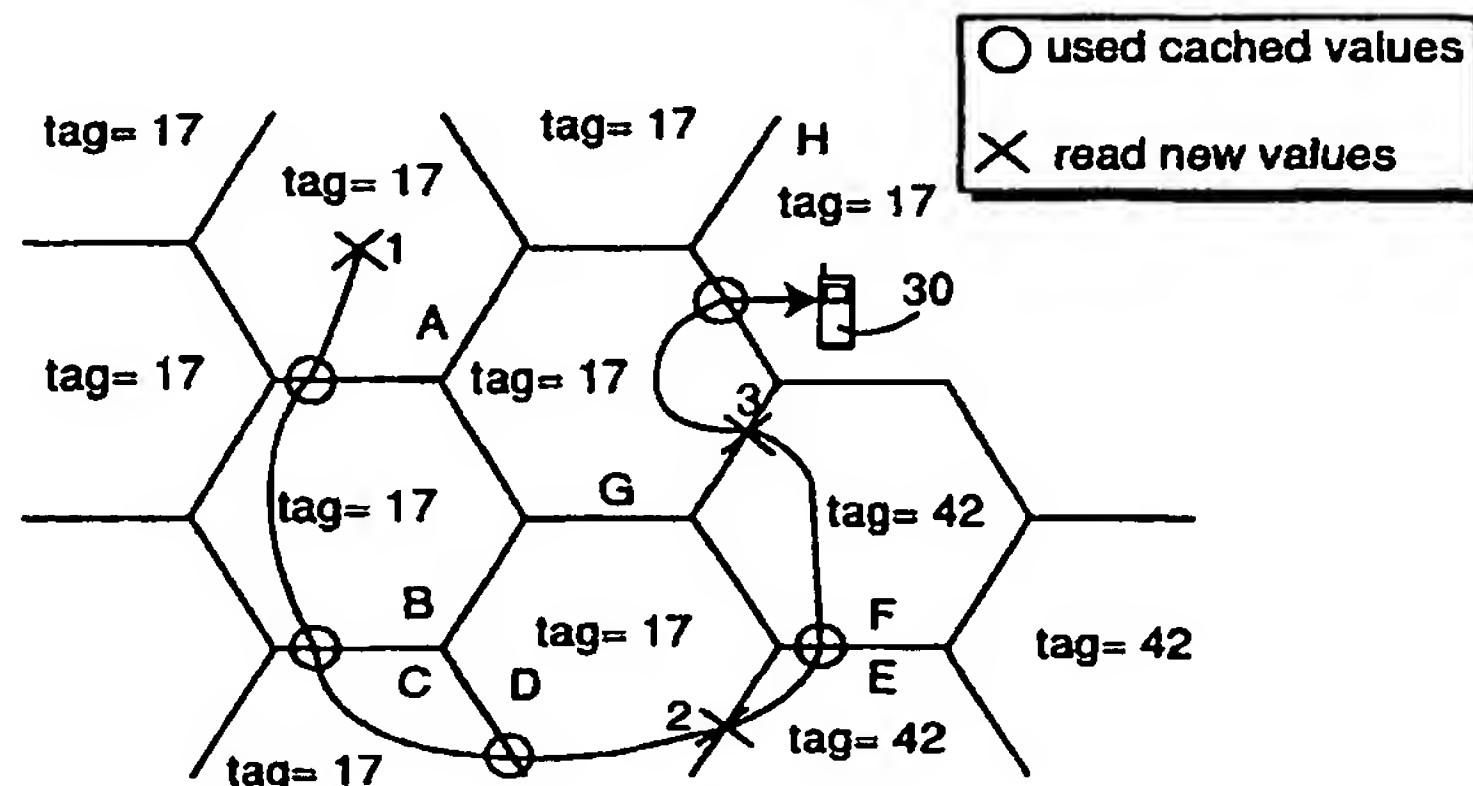 used cached values
read new values
tag= 17
tag= 17
H
tag= 17
tag= 17
1
30
A
tag= 17
tag= 17
3
G
tag= 17
tag= 42
B
F
tag= 17
tag= 42
C
D
E
2
tag= 42
tag= 17